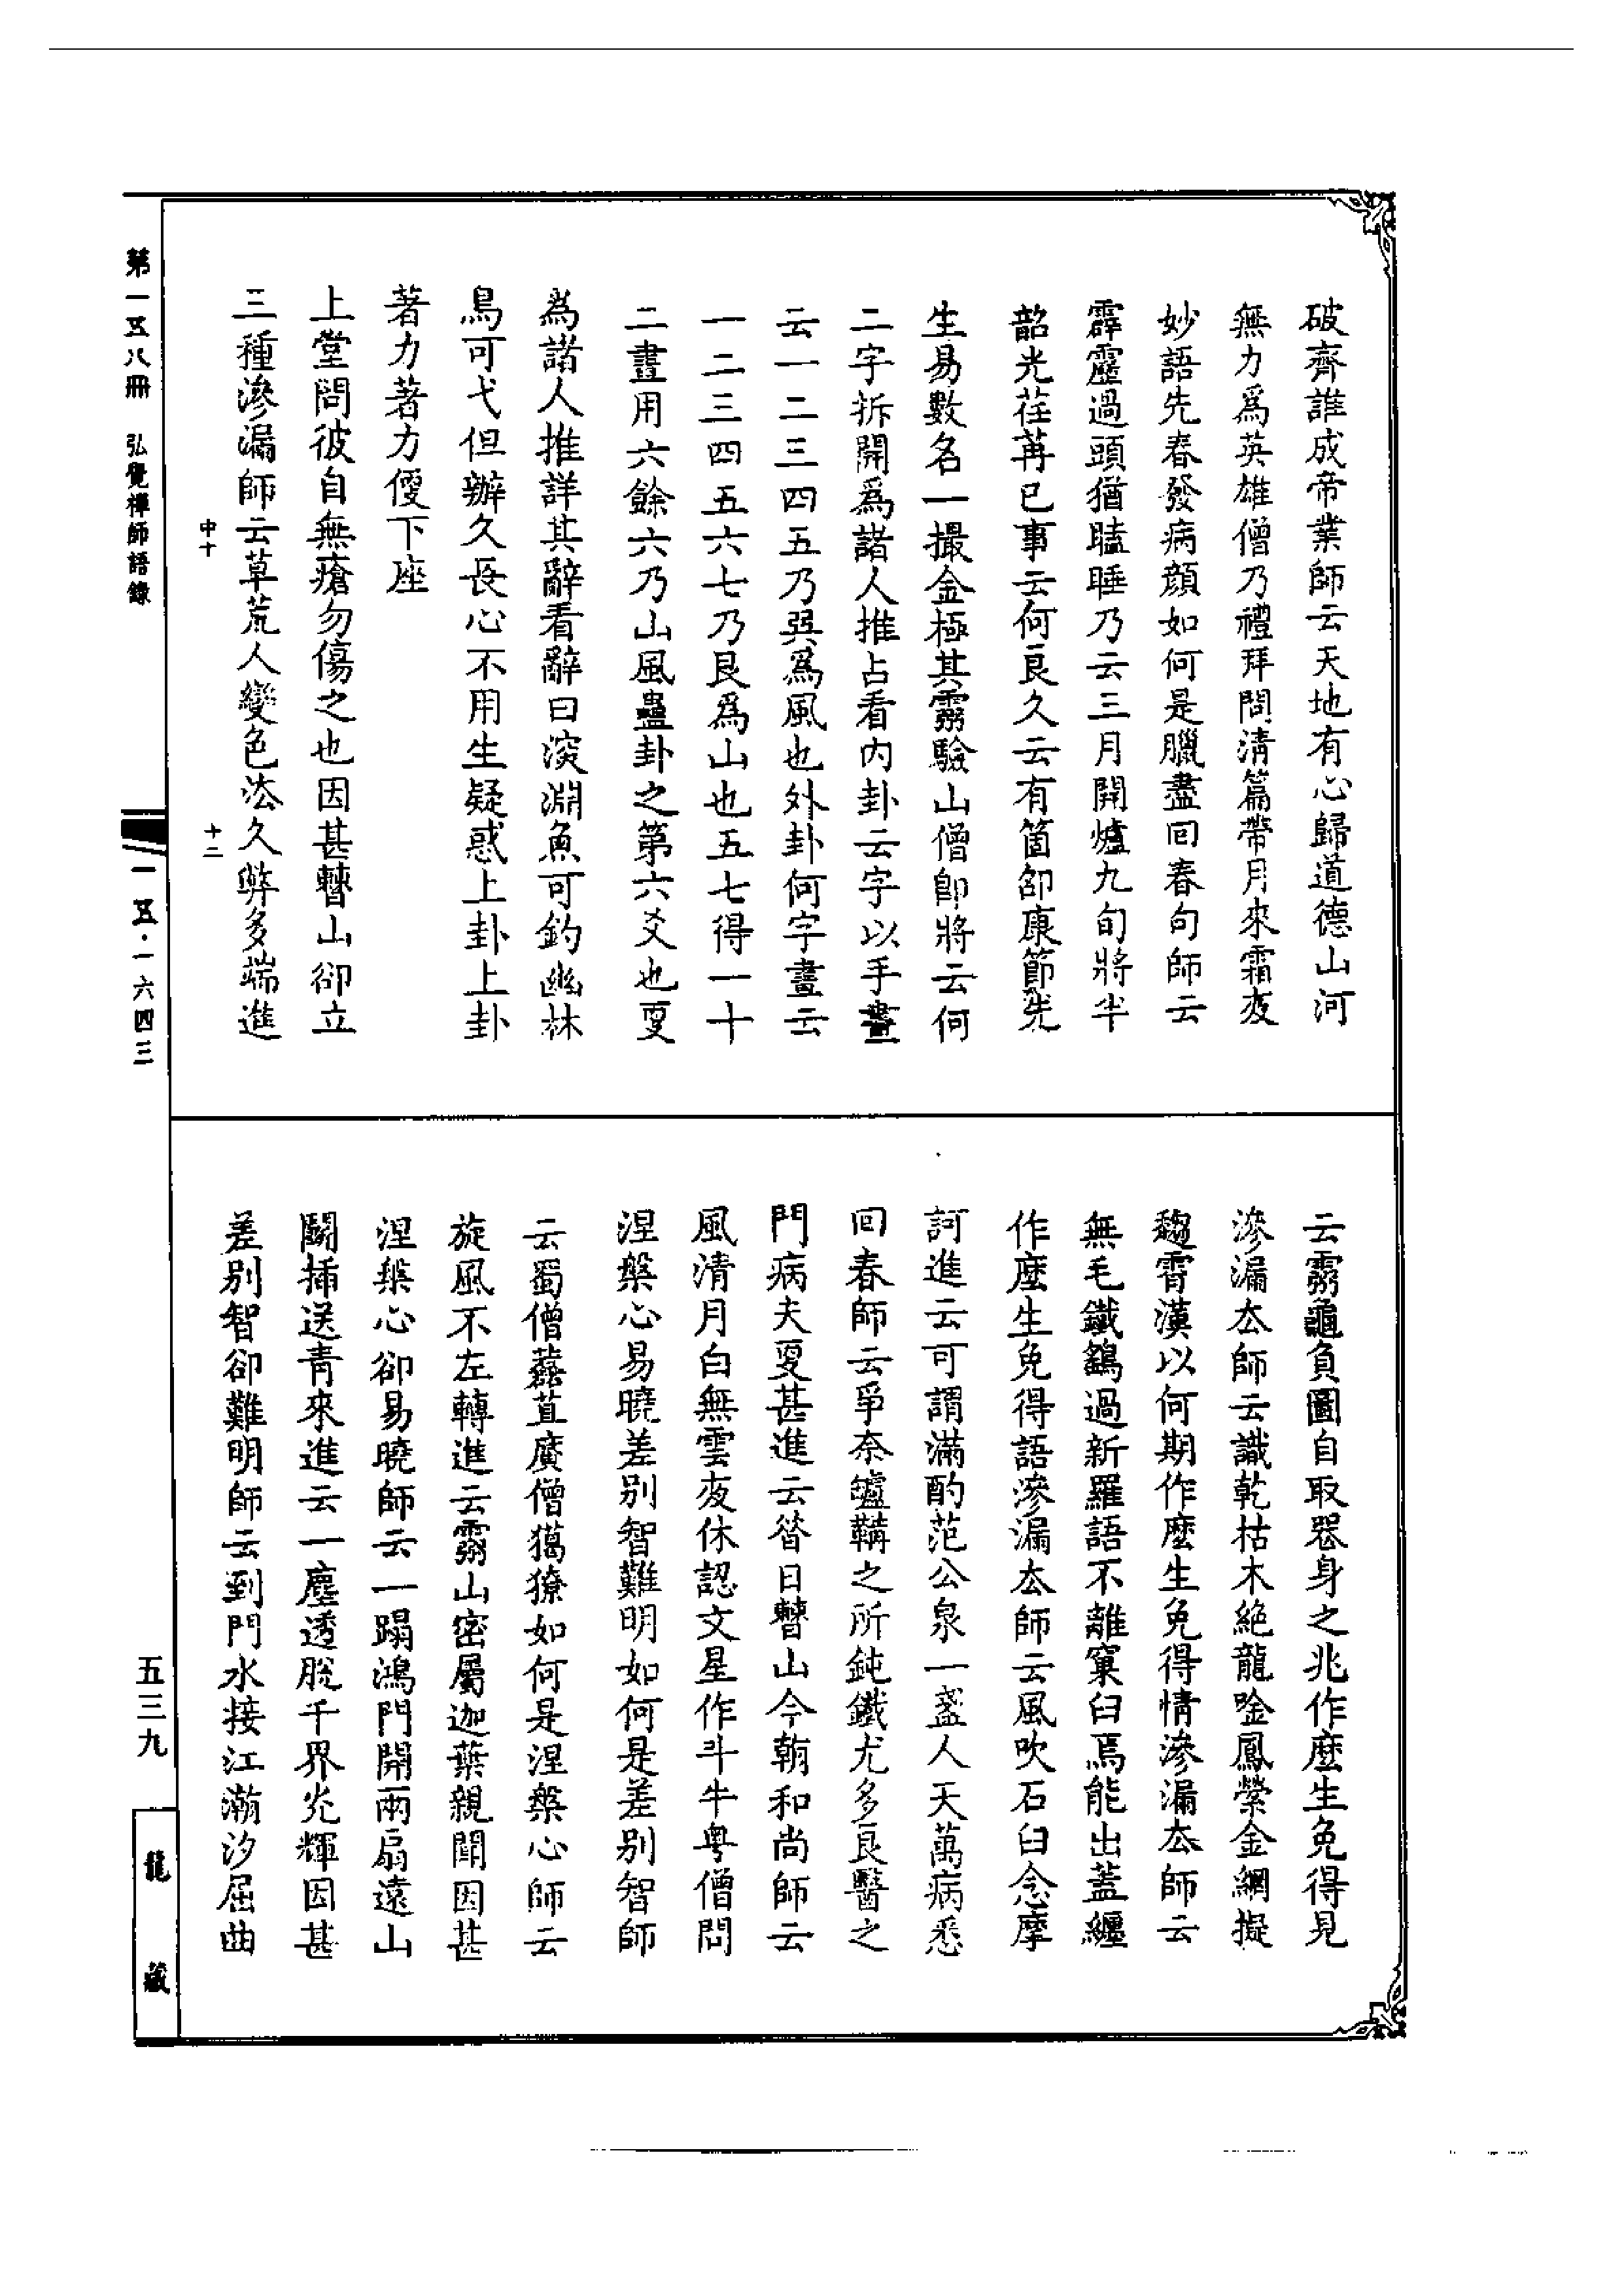 破齊誰成帝業師云天地有心歸道德山河
無力爲英雄僧乃禮拜問淸篇帶月來霜夜
妙語先春發病顏如何是臘盡回春句師云
霹靂過頭猶瞌睡乃云三月開爐九旬將半
韶光荏苒已事云何良久云有箇邵康節先
生易數名一撮金極其靈驗山僧卽將云何
二字拆開爲諸人推占看內卦云字以手畫
云一二三四五乃巽爲風也外卦何字畫云
一二三四五六七乃艮爲山也五七得一十
二畫用六餘六乃山風蠱卦之第六爻也更
爲諸人推詳其辭看辭曰淡淵魚可釣幽林
鳥可弋但辦久長心不用生疑惑上卦上卦
著力著力便下座
上堂問彼自無瘡勿傷之也因甚暫山卻立
三種滲漏師云草荒人變色法久弊多端進
云靈龜負圖自取喪身之兆作麼生免得見
滲漏去師云識乾枯木絶龍唫鳳縈金網擬
趨霄漢以何期作麼生免得情滲漏去師云
無毛鐵鷂過新羅語不離窠臼焉能出蓋纏
作麼生免得語滲漏去師云風吹石臼念摩
訶進云可謂滿酌范公泉一盞人天萬病悉
回春師云爭奈鑪鞴之所鈍鐵尤多良醫之
門病夫更甚進云昝日暫山今朝和尚師云
風清月白無雲夜休認文星作斗牛粤僧問
涅槃心易曉差別智難明如何是差別智師
云蜀僧藞苴廣僧獦獠如何是涅槃心師云
旋風不左轉進云靈山密屬迦葉親聞因甚
涅槃心卻易曉師云一蹋鴻門開兩扇遠山
闢插送青來進云一塵透脫千界光輝因甚
差別智卻難明師云到門水接江潮汐屈曲
第一五八冊 弘覺禪師語錄
中十
十二
一五·一六四三
五三九
龍藏